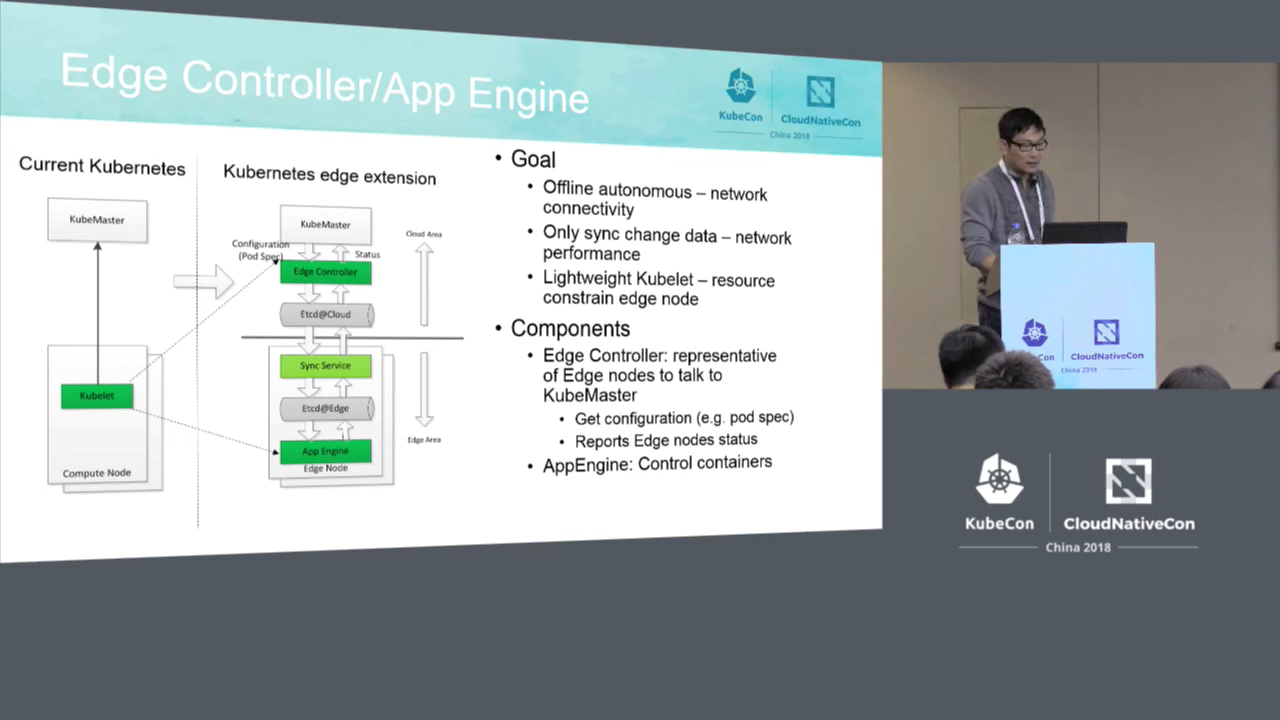 Edge Controller/App Engine
KubeCon
CloudNativeCon
China 2018
Current Kubernetes
KubeMaster
Kubelet
Compute Node
Kubernetes edge extension
KubeMaster
Configuration
(Pod Spec)
Status
Edge Controller
Etcd@Cloud
Sync Service
Etcd@Edge
App Engine
Edge Node
Cloud Area
Edge Area
• Goal
• Offline autonomous – network
connectivity
• Only sync change data – network
performance
• Lightweight Kubelet – resource
constrain edge node
• Components
• Edge Controller: representative
of Edge nodes to talk to
KubeMaster
• Get configuration (e.g. pod spec)
• Reports Edge nodes status
• AppEngine: Control containers
CloudNativeCon
China 2018
KubeCon
CloudNativeCon
China 2018